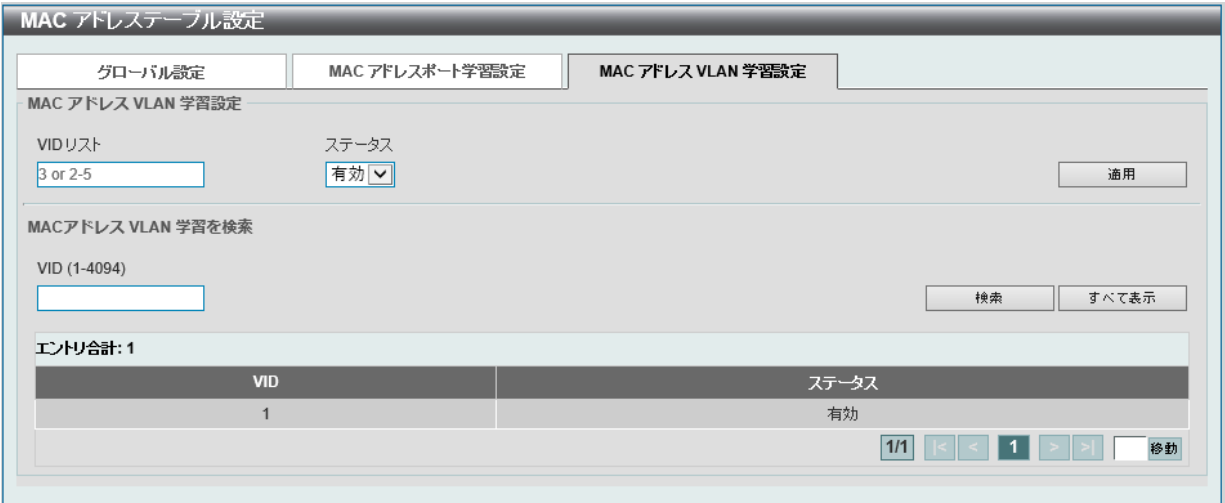 MAC アドレステーブル設定
グローバル設定 MAC アドレスポート学習設定 MAC アドレス VLAN 学習設定
MAC アドレス VLAN 学習設定
VIDリスト ステータス
3 or 2-5 有効 適用
MACアドレス VLAN 学習を検索
VID (1-4094)
検索 すべて表示
エントリ合計: 1
VID ステータス
1 有効
1/1 |< < 1 > >| 移動